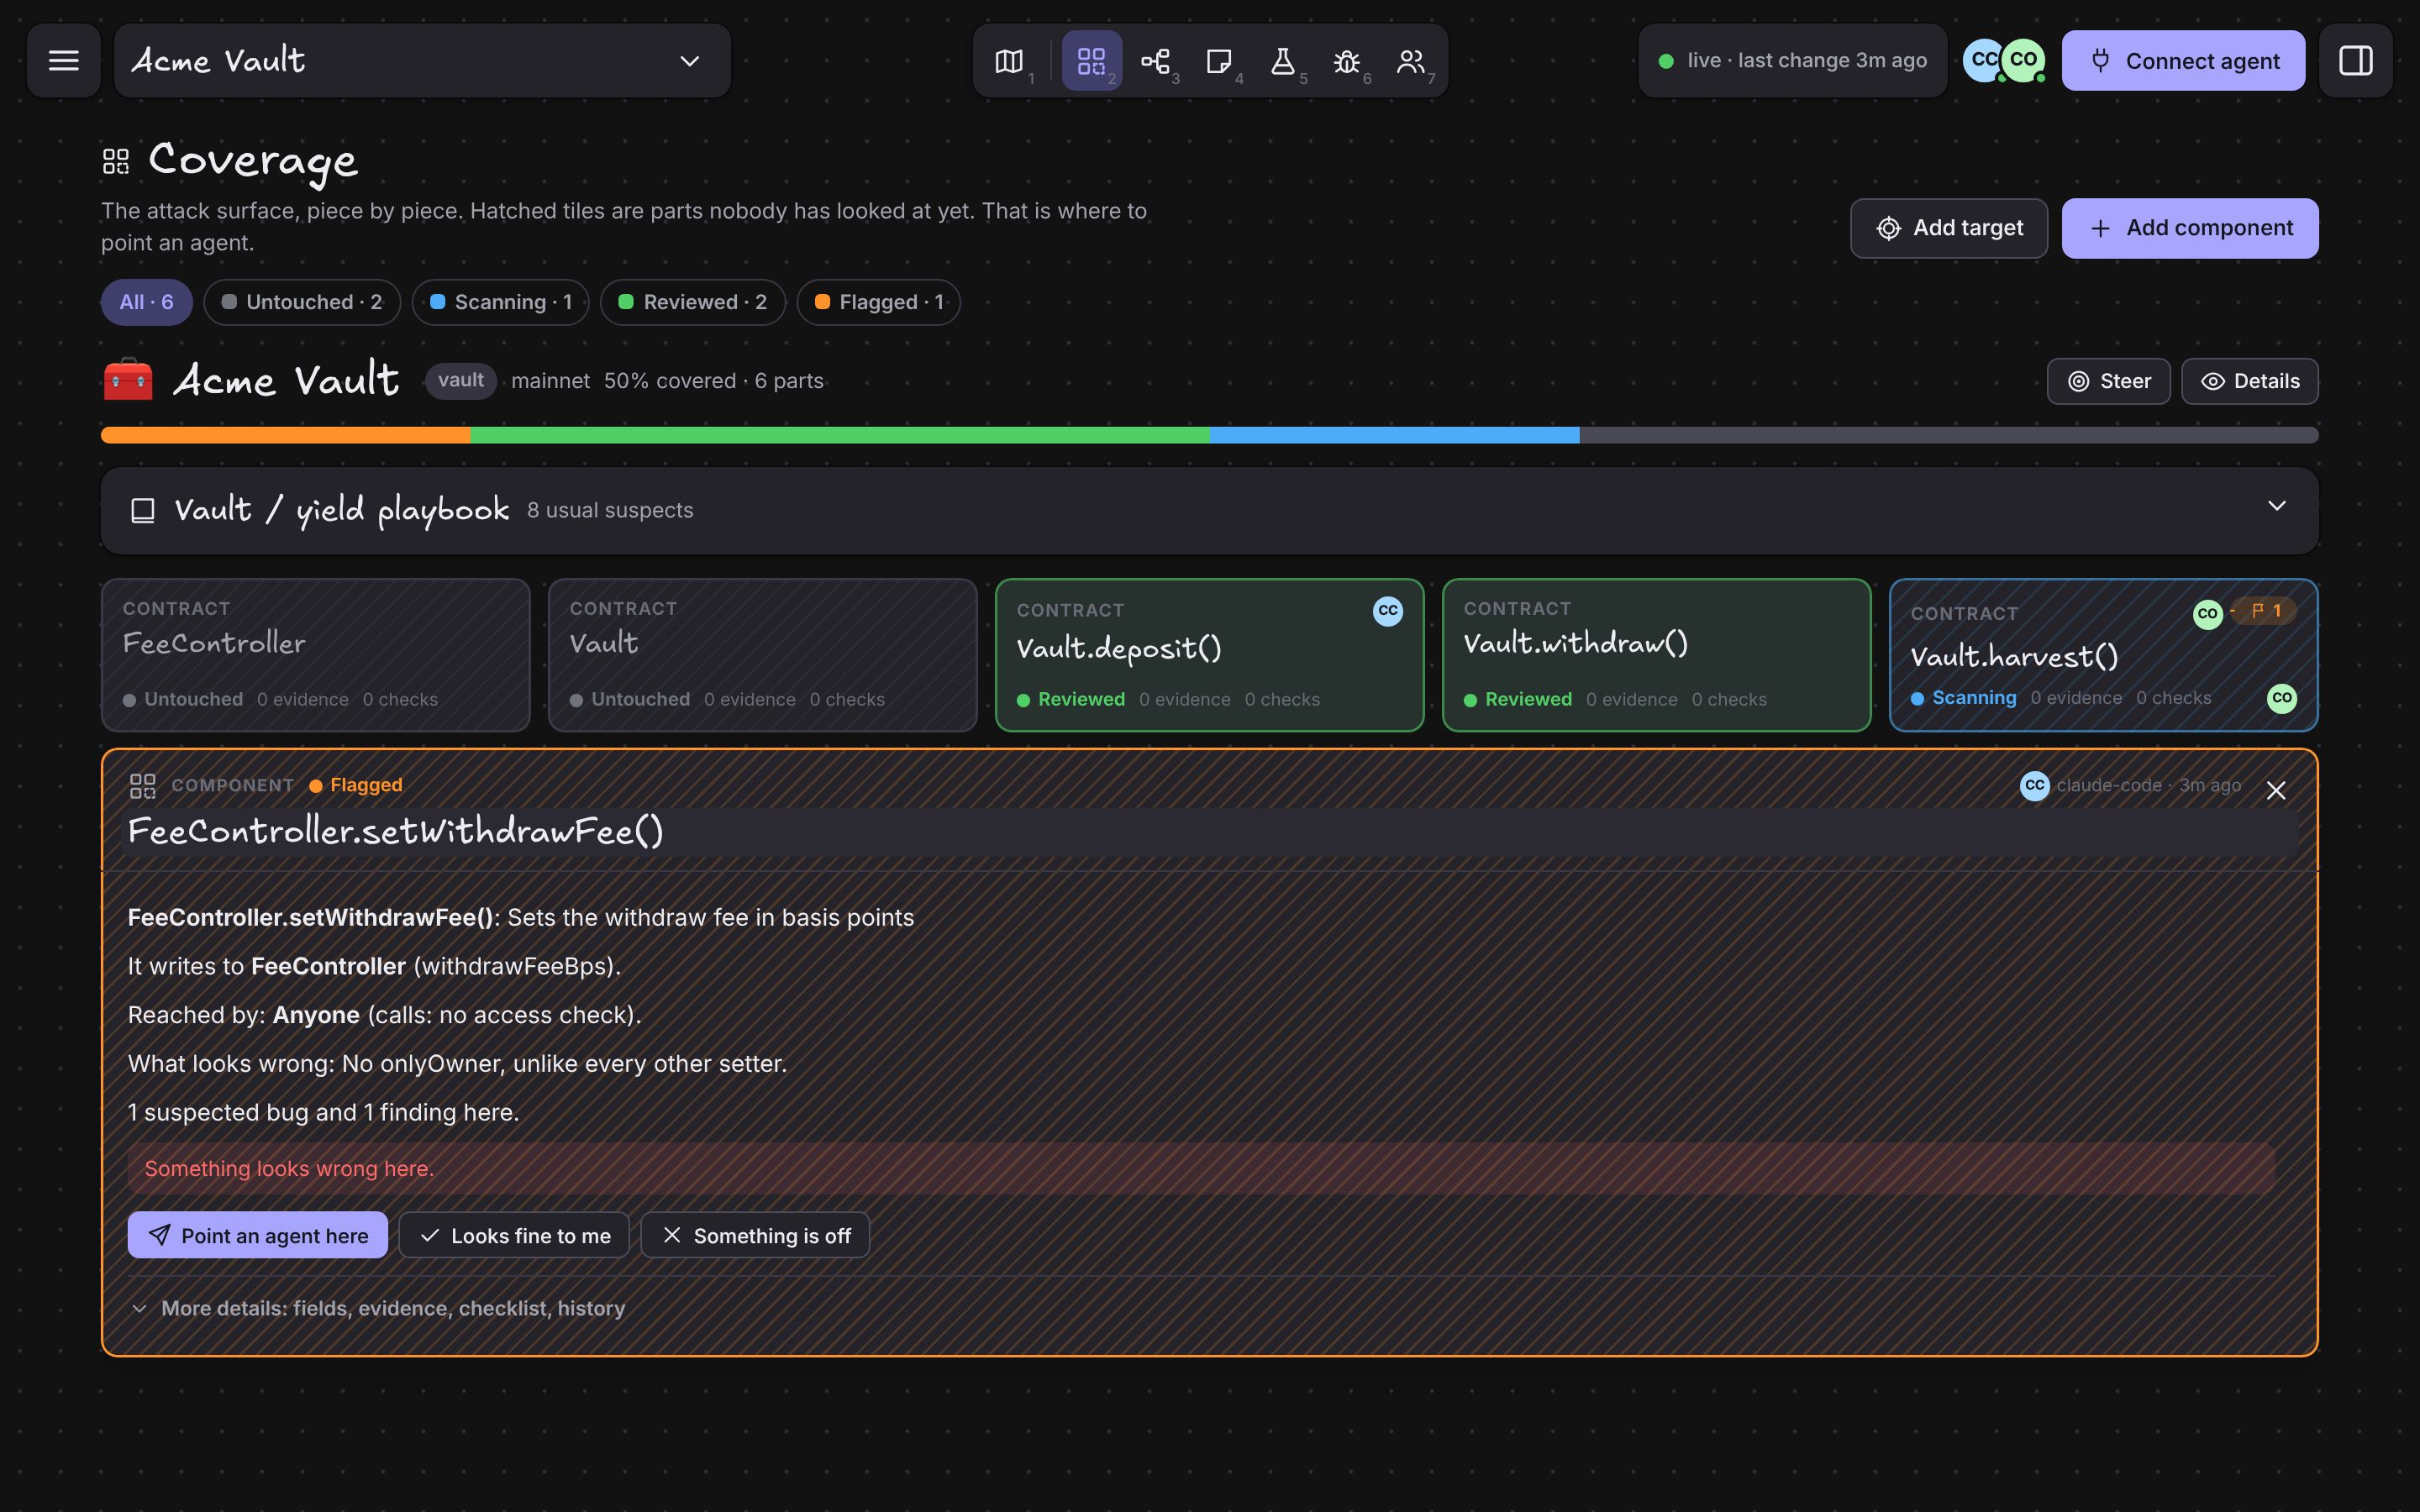 Acme Vault
1
2
3
4
5
6
7
live · last change 3m ago
CC
CO
Connect agent
Coverage
The attack surface, piece by piece. Hatched tiles are parts nobody has looked at yet. That is where to
point an agent.
Add target
Add component
All · 6
Untouched · 2
Scanning · 1
Reviewed · 2
Flagged · 1
Acme Vault
vault
mainnet 50% covered · 6 parts
Steer
Details
Vault / yield playbook 8 usual suspects
CONTRACT
FeeController
Untouched 0 evidence 0 checks
CONTRACT
Vault
Untouched 0 evidence 0 checks
CONTRACT
CC
Vault.deposit()
Reviewed 0 evidence 0 checks
CONTRACT
Vault.withdraw()
Reviewed 0 evidence 0 checks
CONTRACT
CO
1
Vault.harvest()
Scanning 0 evidence 0 checks
CO
COMPONENT Flagged
CC claude-code · 3m ago
FeeController.setWithdrawFee()
FeeController.setWithdrawFee(): Sets the withdraw fee in basis points
It writes to FeeController (withdrawFeeBps).
Reached by: Anyone (calls: no access check).
What looks wrong: No onlyOwner, unlike every other setter.
1 suspected bug and 1 finding here.
Something looks wrong here.
Point an agent here
Looks fine to me
Something is off
More details: fields, evidence, checklist, history